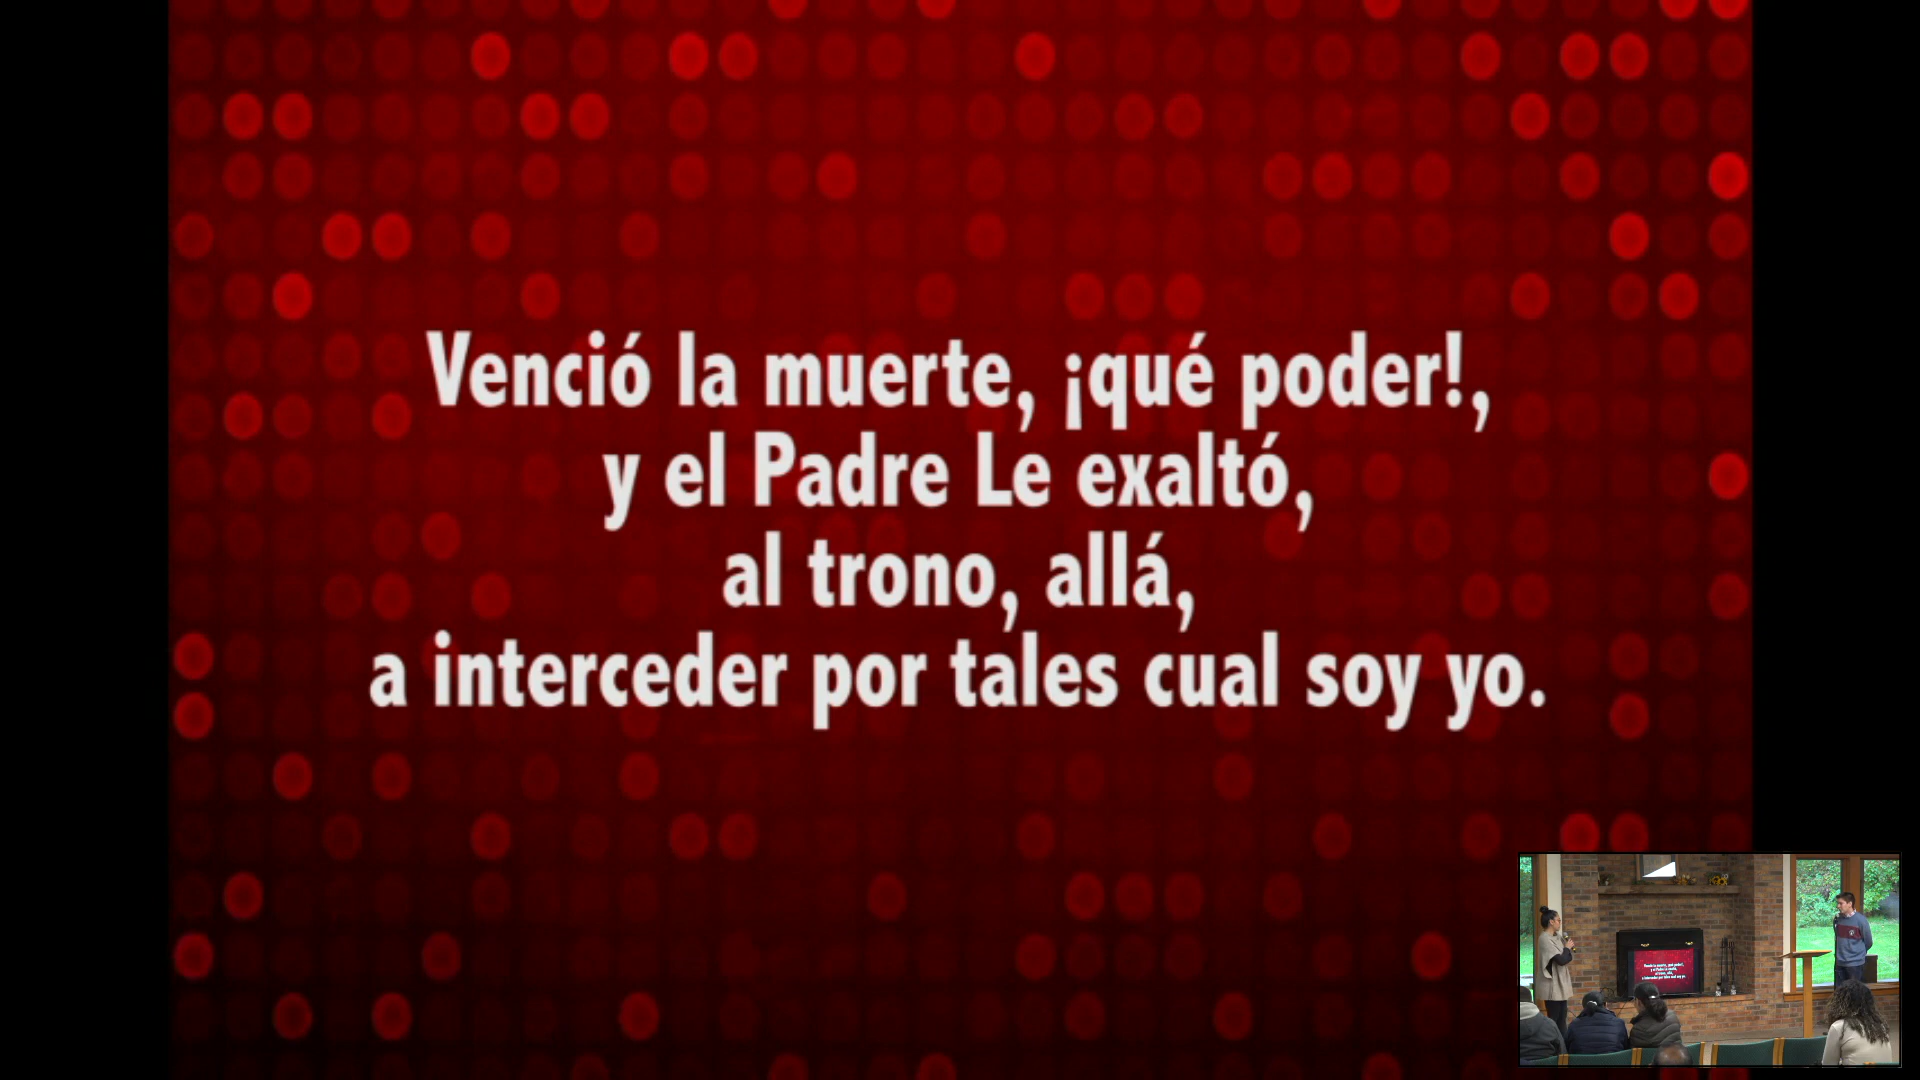 Venció la muerte, ¡qué poder!,
y el Padre Le exaltó,
al trono, allá,
a interceder por tales cual soy yo.